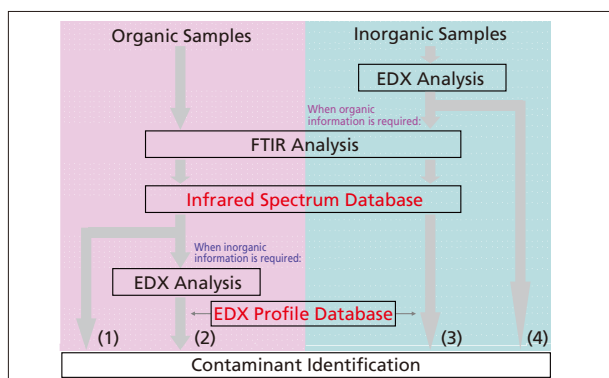 Organic Samples
Inorganic Samples
EDX Analysis
When organic
information is required:
FTIR Analysis
Infrared Spectrum Database
When inorganic
information is required:
EDX Analysis
EDX Profile Database
(1)
(2)
(3)
(4)
Contaminant Identification